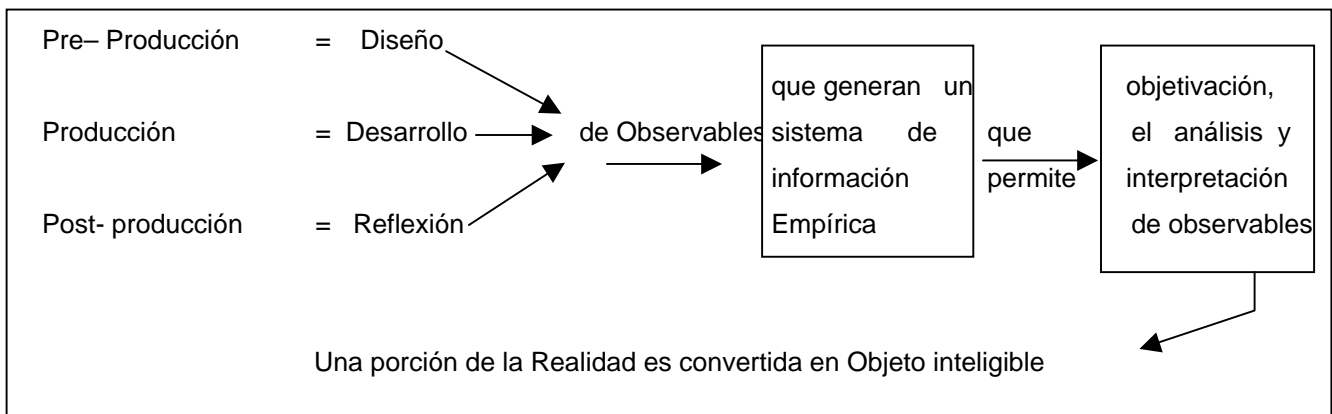 Pre– Producción = Diseño
Producción = Desarrollo
Post- producción = Reflexión
de Observables
que generan un
sistema de
información
Empírica
que
permite
objetivación,
el análisis y
interpretación
de observables
Una porción de la Realidad es convertida en Objeto inteligible